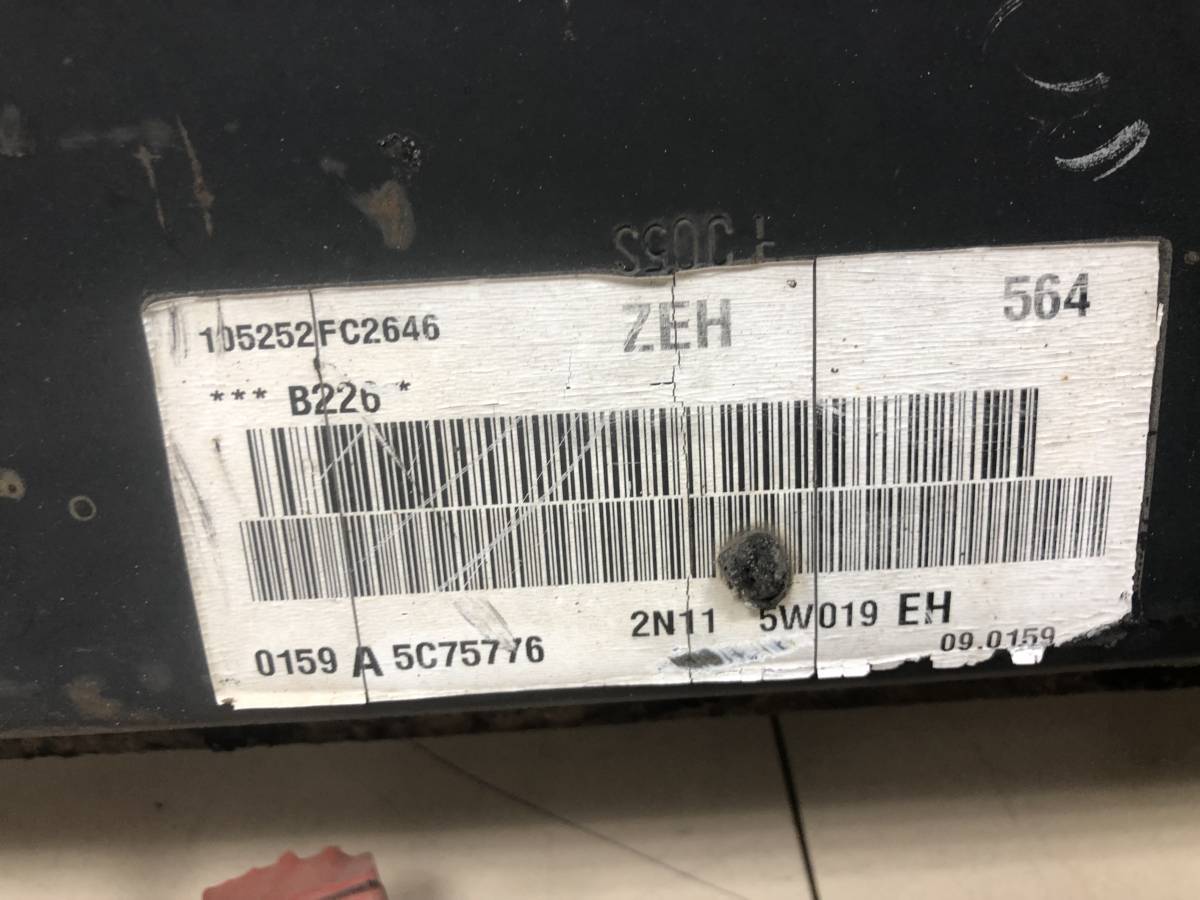 105252FC2646 ZEH 564
*** B226 *
2N11 5W019 EH
0159 A 5C75776 09.0159